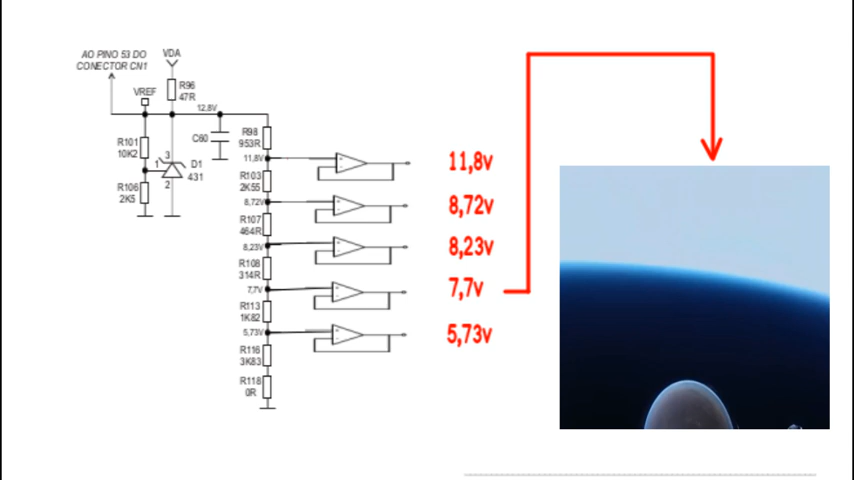 AO PINO 53 DO
CONECTOR CN1
VDA
R96
47R
VREF
12,8V
R101
10K2
3
1
D1
431
2
R106
2K5
C60
R98
953R
11,8V
R103
2K55
8,72V
R107
464R
8,23V
R108
314R
7,7V
R113
1K82
5,73V
R116
3K83
R118
0R
11,8v
8,72v
8,23v
7,7v
5,73v